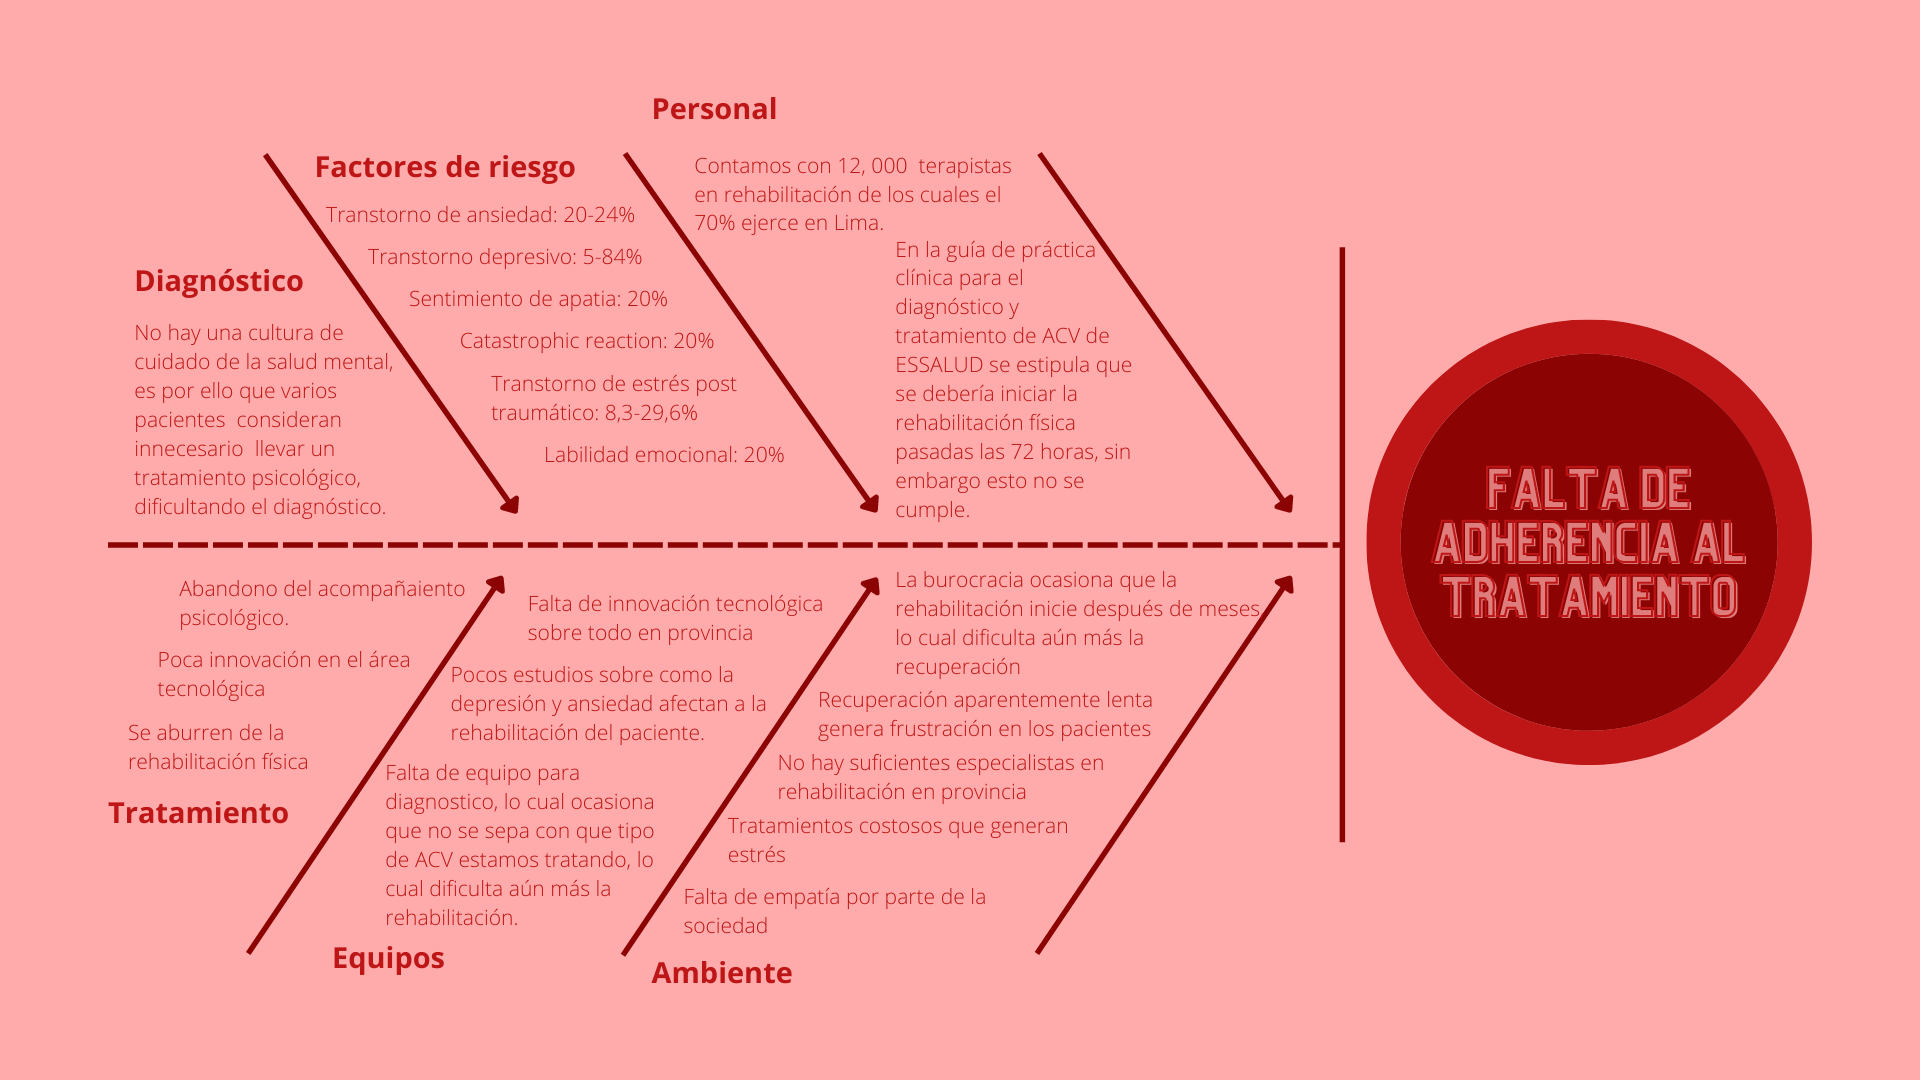 Personal
Contamos con 12, 000  terapistas
en rehabilitación de los cuales el
70% ejerce en Lima.
En la guía de práctica
clínica para el
diagnóstico y
tratamiento de ACV de
ESSALUD se estipula que
se debería iniciar la
rehabilitación física
pasadas las 72 horas, sin
embargo esto no se
cumple.
Factores de riesgo
Transtorno de ansiedad: 20-24%
Transtorno depresivo: 5-84%
Sentimiento de apatia: 20%
Catastrophic reaction: 20%
Transtorno de estrés post
traumático: 8,3-29,6%
Labilidad emocional: 20%
Diagnóstico
No hay una cultura de
cuidado de la salud mental,
es por ello que varios
pacientes  consideran
innecesario  llevar un
tratamiento psicológico,
dificultando el diagnóstico.
FALTA DE
ADHERENCIA AL
TRATAMIENTO
Abandono del acompañaiento
psicológico.
Poca innovación en el área
tecnológica
Se aburren de la
rehabilitación física
Tratamiento
Falta de innovación tecnológica
sobre todo en provincia
Pocos estudios sobre como la
depresión y ansiedad afectan a la
rehabilitación del paciente.
Falta de equipo para
diagnostico, lo cual ocasiona
que no se sepa con que tipo
de ACV estamos tratando, lo
cual dificulta aún más la
rehabilitación.
Equipos
La burocracia ocasiona que la
rehabilitación inicie después de meses,
lo cual dificulta aún más la
recuperación
Recuperación aparentemente lenta
genera frustración en los pacientes
No hay suficientes especialistas en
rehabilitación en provincia
Tratamientos costosos que generan
estrés
Falta de empatía por parte de la
sociedad
Ambiente